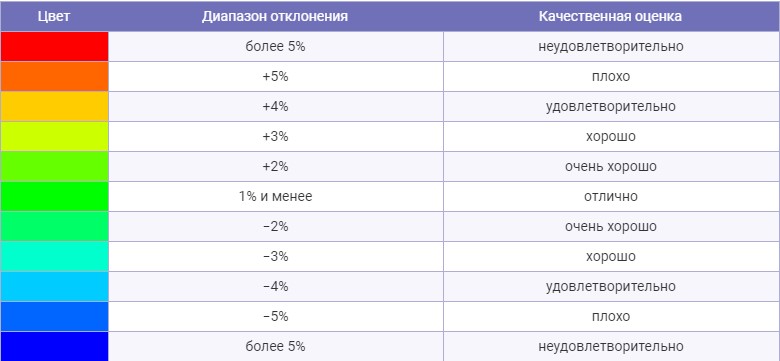 Цвет Диапазон отклонения Качественная оценка
более 5% неудовлетворительно
+5% плохо
+4% удовлетворительно
+3% хорошо
+2% очень хорошо
1% и менее отлично
−2% очень хорошо
−3% хорошо
−4% удовлетворительно
−5% плохо
более 5% неудовлетворительно